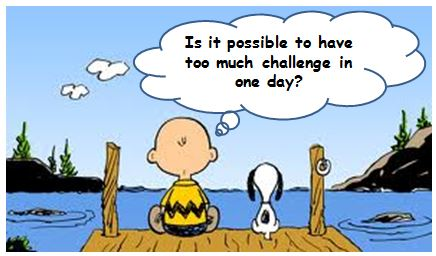 Is it possible to have
too much challenge in
one day?